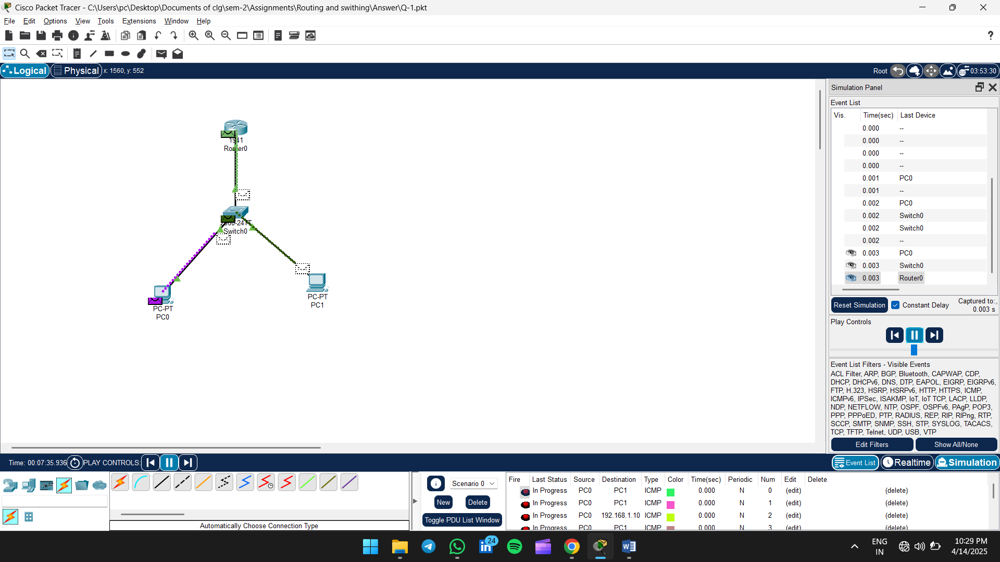 Cisco Packet Tracer - C:\Users\pc\Desktop\Documents of clg\sem-2\Assignments\Routing and swithing\Answer\Q-1.pkt
File Edit Options View Tools Extensions Window Help
?
Logical Physical x: 1560, y: 552 Root 03:53:30
Simulation Panel
Event List
Vis. Time(sec) Last Device
0.000 --
0.000 --
0.000 --
0.000 --
0.001 PC0
0.001 --
0.002 PC0
0.002 Switch0
0.002 Switch0
0.002 --
0.003 PC0
0.003 Switch0
0.003 Router0
1941
Router0
Switch0
PC-PT
PC1
PC-PT
PC0
Reset Simulation Constant Delay Captured to:
0.003 s
Play Controls
Event List Filters - Visible Events
ACL Filter, ARP, BGP, Bluetooth, CAPWAP, CDP,
DHCP, DHCPv6, DNS, DTP, EAPOL, EIGRP, EIGRPv6,
FTP, H.323, HSRP, HSRPv6, HTTP, HTTPS, ICMP,
ICMPv6, IPSec, ISAKMP, IoT, IoT TCP, LACP, LLDP,
NDP, NETFLOW, NTP, OSPF, OSPFv6, PAgP, POP3,
PPP, PPPoED, PTP, RADIUS, REP, RIP, RIPng, RTP,
SCCP, SMTP, SNMP, SSH, STP, SYSLOG, TACACS,
TCP, TFTP, Telnet, UDP, USB, VTP
Edit Filters Show All/None
Time: 00:07:35.936 PLAY CONTROLS: Event List Realtime Simulation
Scenario 0
New Delete
Toggle PDU List Window
Automatically Choose Connection Type
Fire Last Status Source Destination Type Color Time(sec) Periodic Num Edit Delete
In Progress PC0 PC1 ICMP 0.000 N 0 (edit) (delete)
In Progress PC0 PC1 ICMP 0.000 N 1 (edit) (delete)
In Progress PC0 192.168.1.10 ICMP 0.000 N 2 (edit) (delete)
In Progress PC0 PC1 ICMP 0.000 N 3 (edit) (delete)
24
ENG
IN
10:29 PM
4/14/2025